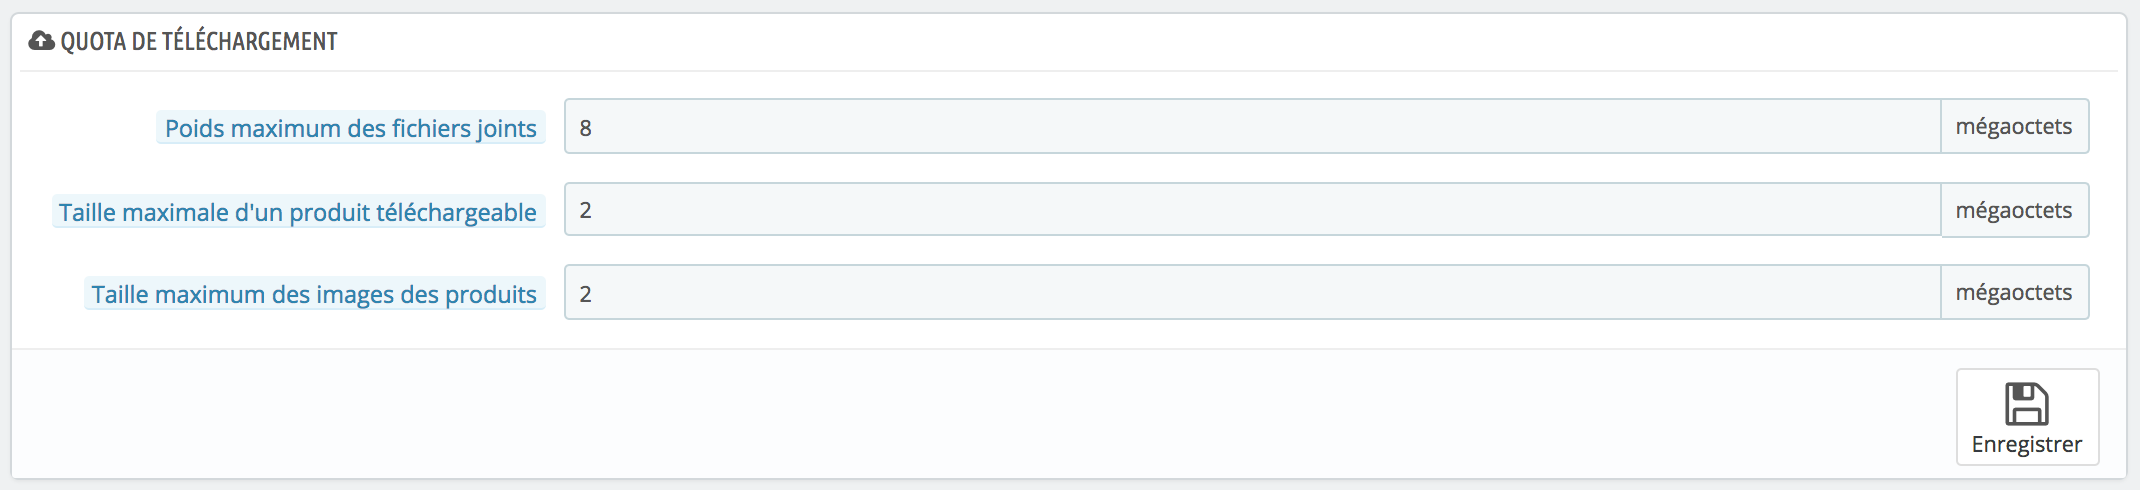 QUOTA DE TÉLÉCHARGEMENT
Poids maximum des fichiers joints 8 mégaoctets
Taille maximale d'un produit téléchargeable 2 mégaoctets
Taille maximum des images des produits 2 mégaoctets
Enregistrer